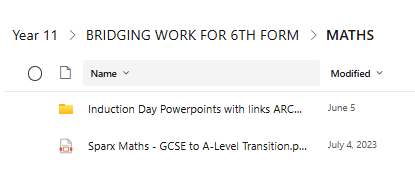 Year 11 > BRIDGING WORK FOR 6TH FORM > MATHS
Name Modified
Induction Day Powerpoints with links ARC... June 5
Sparx Maths - GCSE to A-Level Transition.p... July 4, 2023